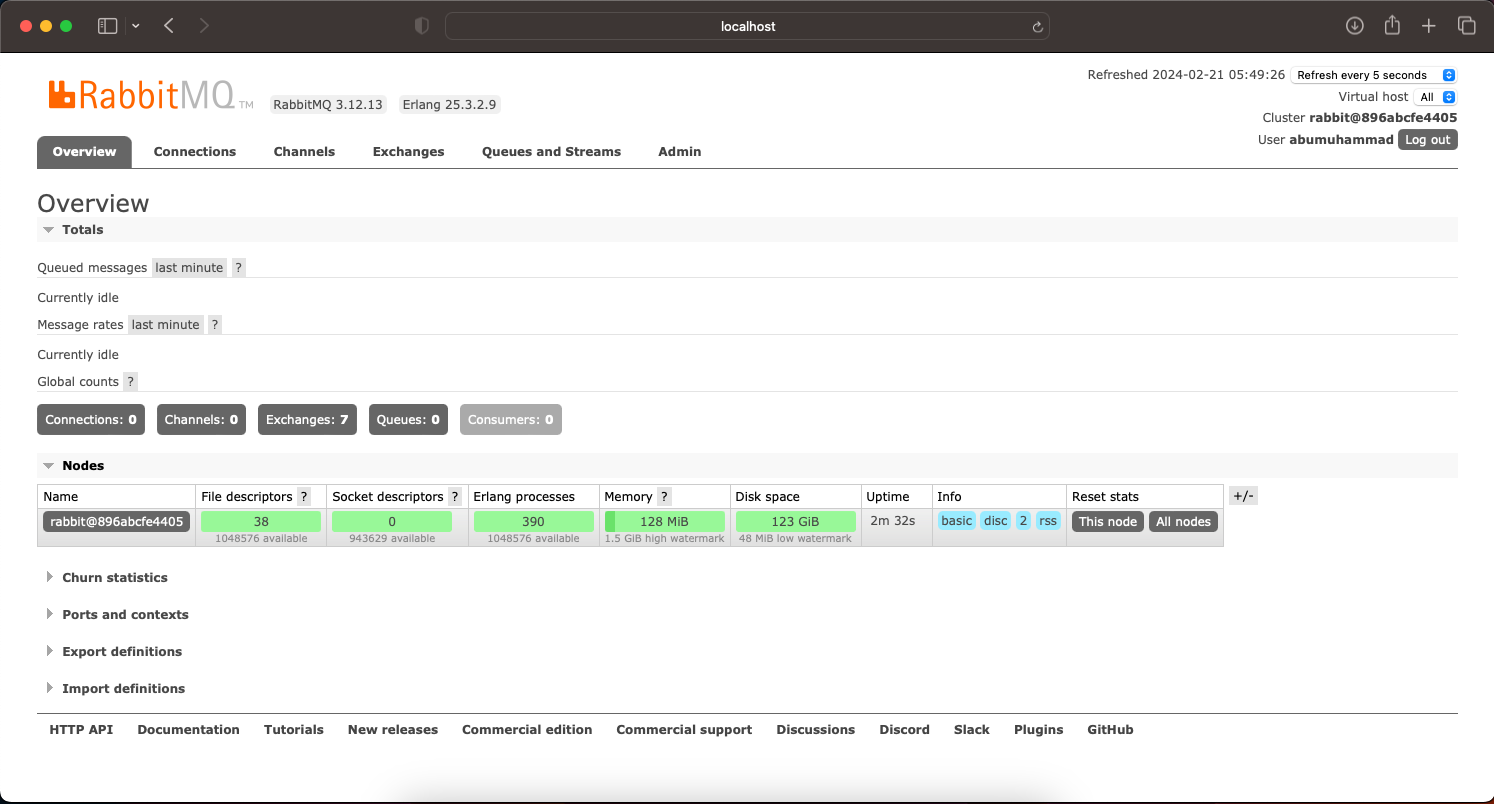 localhost
RabbitMQ TM RabbitMQ 3.12.13 Erlang 25.3.2.9
Refreshed 2024-02-21 05:49:26 Refresh every 5 seconds
Virtual host All
Cluster rabbit@896abcfe4405
User abumuhammad Log out
Overview Connections Channels Exchanges Queues and Streams Admin
Overview
Totals
Queued messages last minute ?
Currently idle
Message rates last minute ?
Currently idle
Global counts ?
Connections: 0 Channels: 0 Exchanges: 7 Queues: 0 Consumers: 0
Nodes
Name File descriptors ? Socket descriptors ? Erlang processes Memory ? Disk space Uptime Info Reset stats +/-
rabbit@896abcfe4405 38 0 390 128 MiB 123 GiB 2m 32s basic disc 2 rss This node All nodes
1048576 available 943629 available 1048576 available 1.5 GiB high watermark 48 MiB low watermark
Churn statistics
Ports and contexts
Export definitions
Import definitions
HTTP API Documentation Tutorials New releases Commercial edition Commercial support Discussions Discord Slack Plugins GitHub